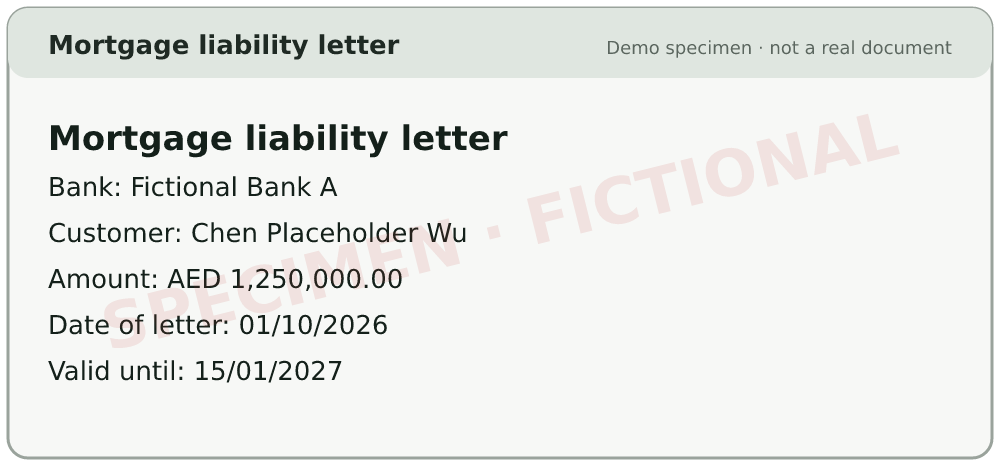 Mortgage liability letter
Demo specimen · not a real document
Mortgage liability letter
Bank: Fictional Bank A
Customer: Chen Placeholder Wu
Amount: AED 1,250,000.00
Date of letter: 01/10/2026
Valid until: 15/01/2027
SPECIMEN · FICTIONAL